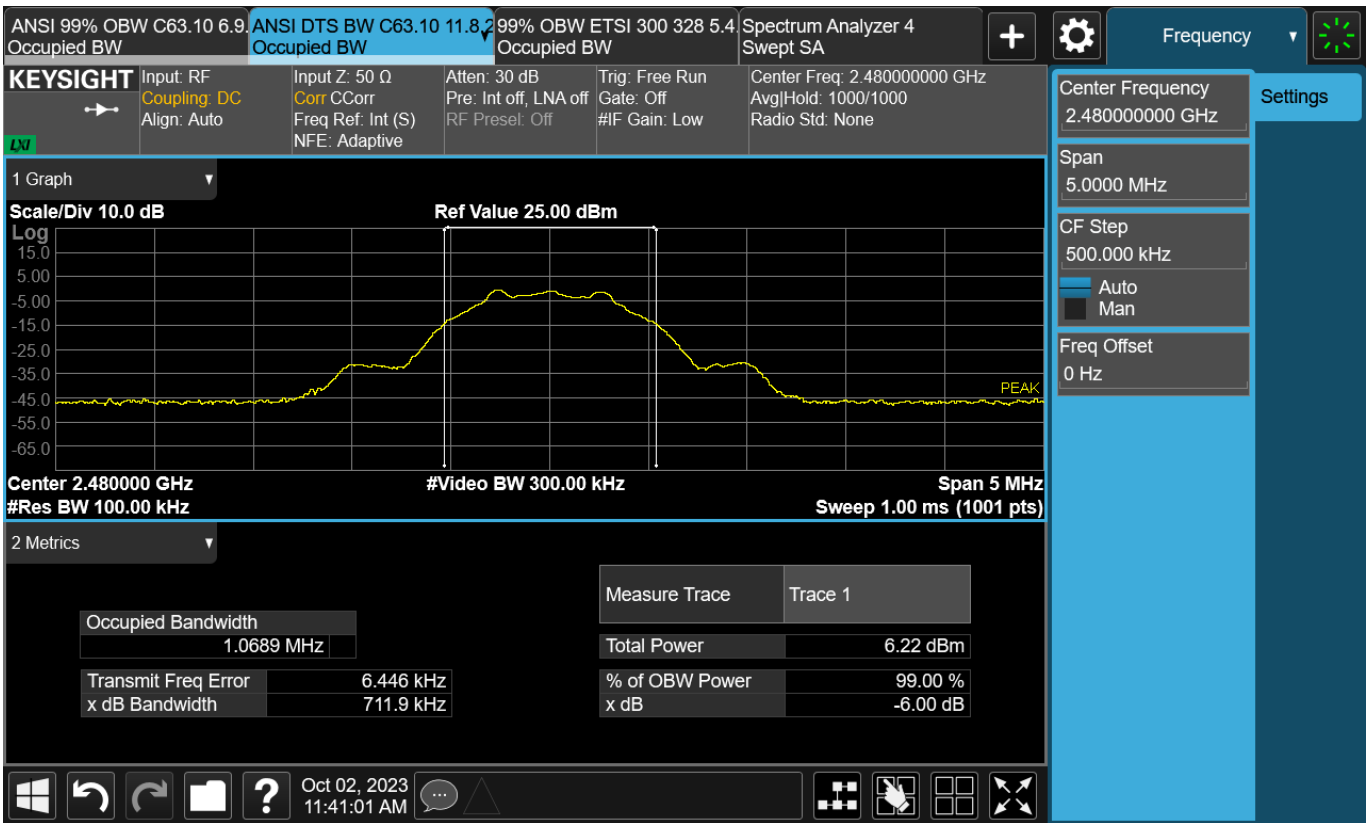 ANSI 99% OBW C63.10 6.9.
Occupied BW
ANSI DTS BW C63.10 11.8.2
Occupied BW
99% OBW ETSI 300 328 5.4
Occupied BW
Spectrum Analyzer 4
Swept SA
Frequency
KEYSIGHT
LXI
Input: RF
Coupling: DC
Align: Auto
Input Z: 50 Ω
Corr CCorr
Freq Ref: Int (S)
NFE: Adaptive
Atten: 30 dB
Pre: Int off, LNA off
RF Presel: Off
Trig: Free Run
Gate: Off
#IF Gain: Low
Center Freq: 2.480000000 GHz
Avg|Hold: 1000/1000
Radio Std: None
Center Frequency
2.480000000 GHz
Settings
Span
5.0000 MHz
CF Step
500.000 kHz
Auto
Man
Freq Offset
0 Hz
1 Graph
Scale/Div 10.0 dB
Ref Value 25.00 dBm
Log
15.0
5.00
-5.00
-15.0
-25.0
-35.0
-45.0
-55.0
-65.0
PEAK
Center 2.480000 GHz
#Video BW 300.00 kHz
Span 5 MHz
#Res BW 100.00 kHz
Sweep 1.00 ms (1001 pts)
2 Metrics
Measure Trace
Trace 1
Occupied Bandwidth
1.0689 MHz
Total Power
6.22 dBm
Transmit Freq Error
6.446 kHz
% of OBW Power
99.00 %
x dB Bandwidth
711.9 kHz
x dB
-6.00 dB
Oct 02, 2023
11:41:01 AM